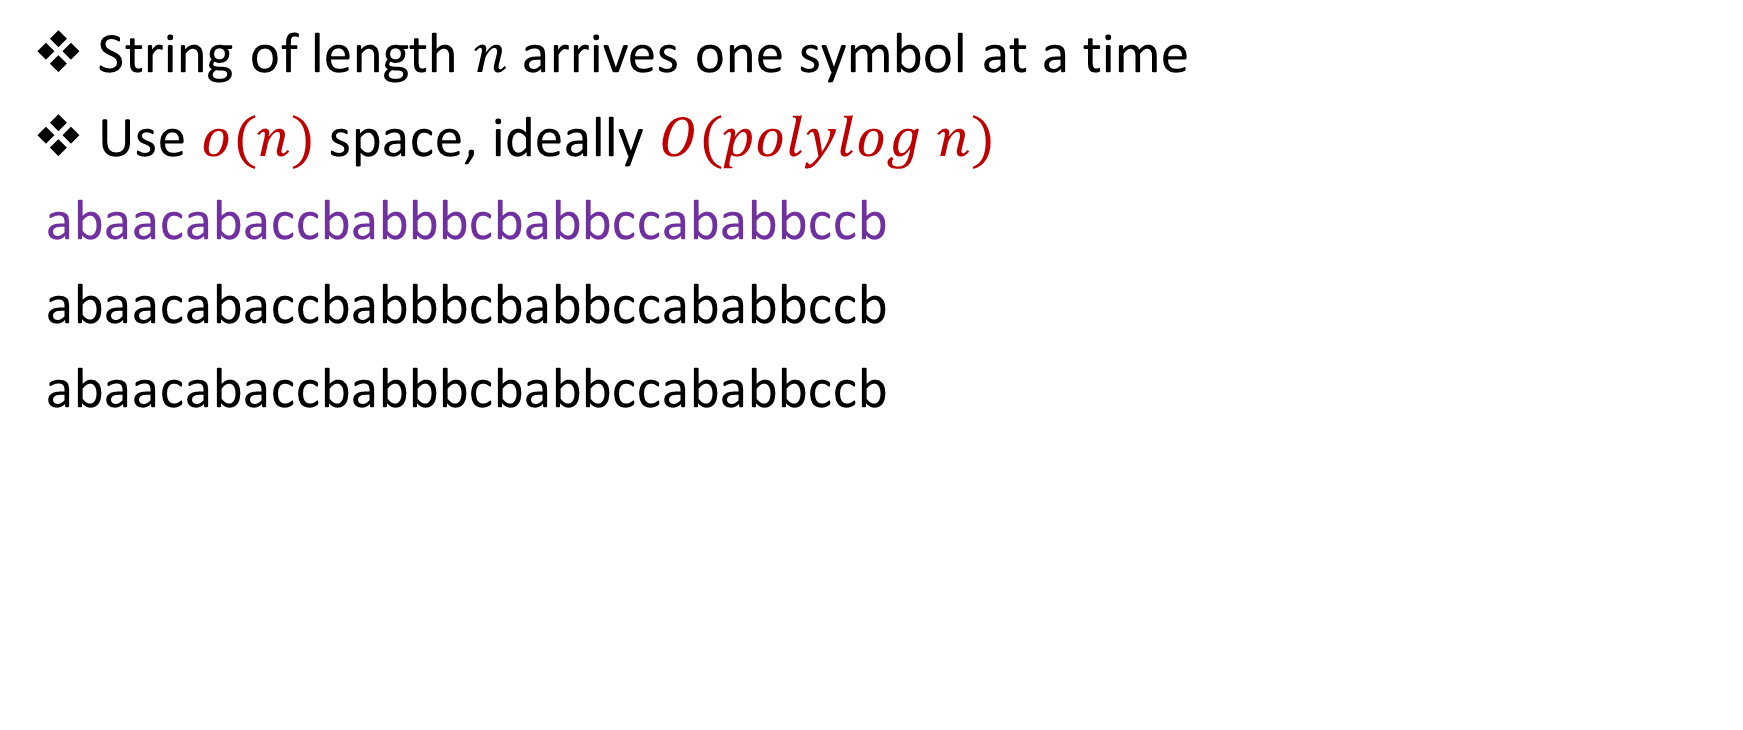 ❖ String of length n arrives one symbol at a time
❖ Use o(n) space, ideally O(polylog n)
abaacabaccbabbbcbabbccababbccb
abaacabaccbabbbcbabbccababbccb
abaacabaccbabbbcbabbccababbccb